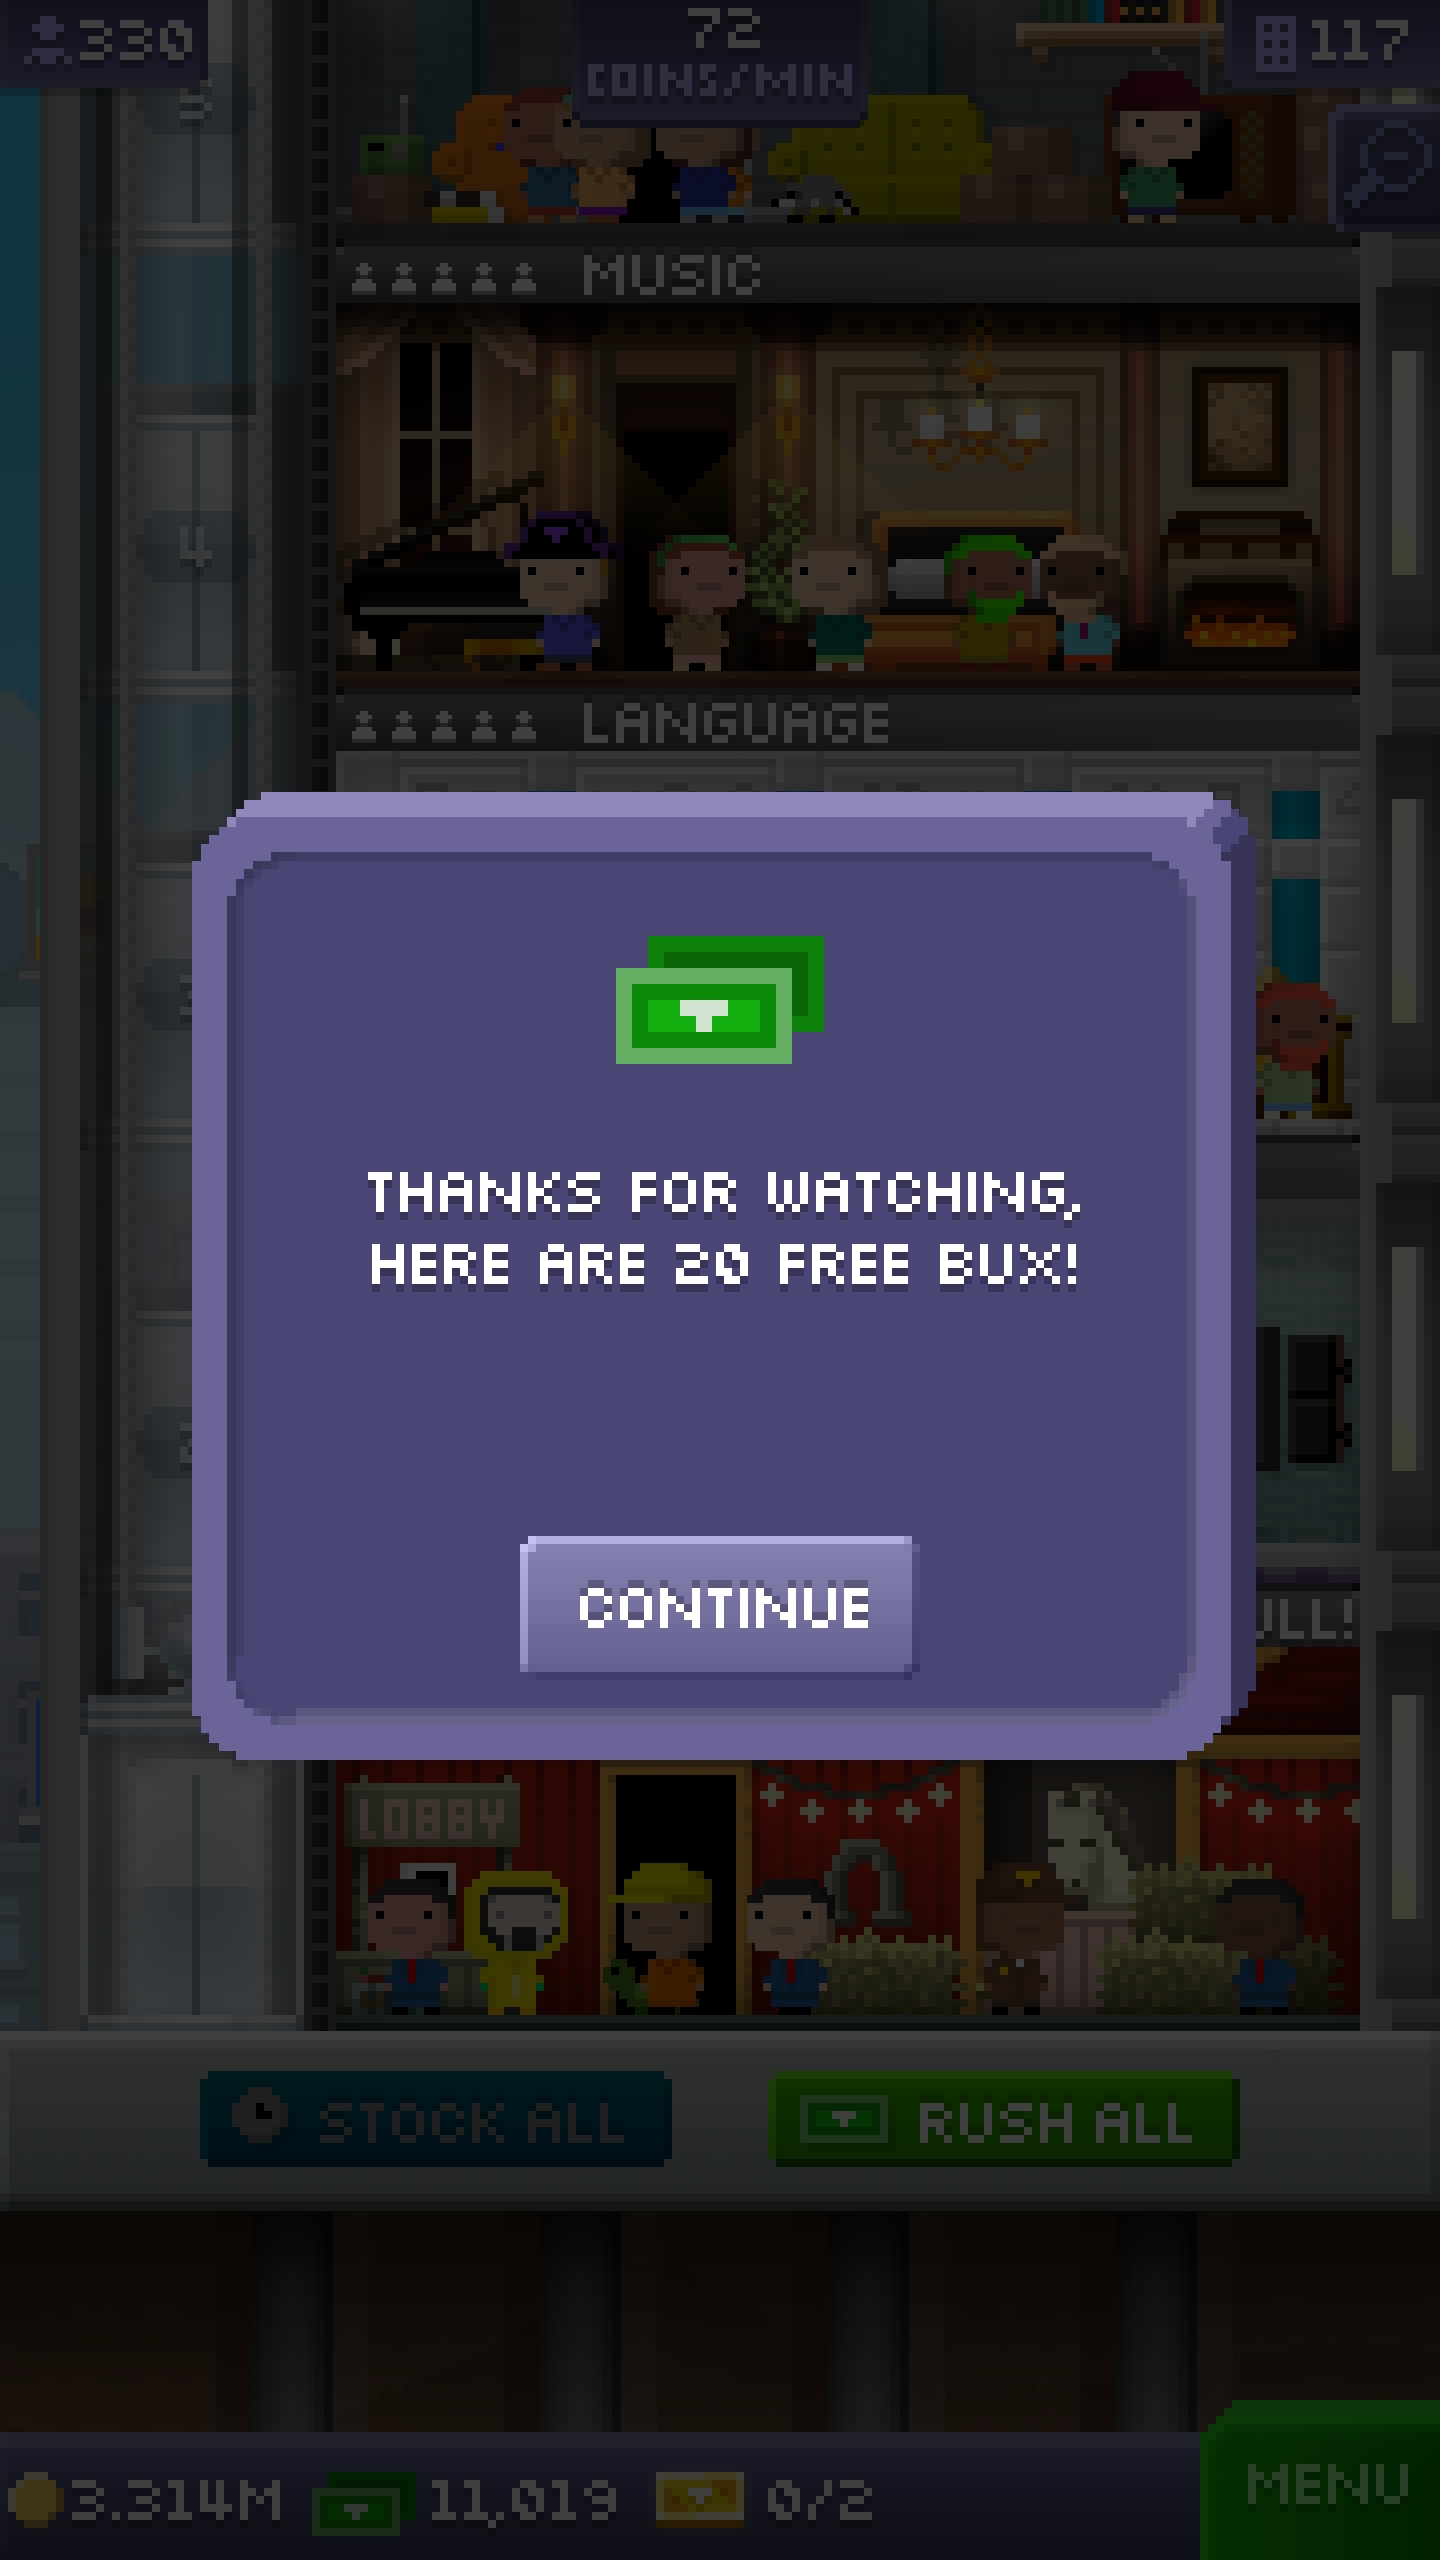 330
72
COINS/MIN
117
MUSIC
4
LANGUAGE
THANKS FOR WATCHING,
HERE ARE 20 FREE BUX!
CONTINUE
LOBBY
STOCK ALL
RUSH ALL
3.314M
11,019
0/2
MENU